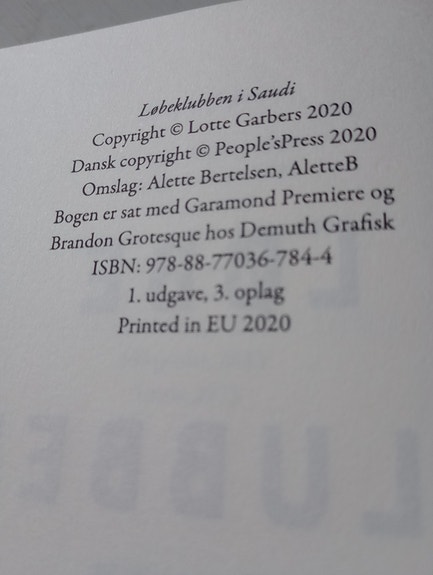 Løbeklubben i Saudi
Copyright © Lotte Garbers 2020
Dansk copyright © People'sPress 2020
Omslag: Alette Bertelsen, AletteB
Bogen er sat med Garamond Premiere og
Brandon Grotesque hos Demuth Grafisk
ISBN: 978-88-77036-784-4
1. udgave, 3. oplag
Printed in EU 2020